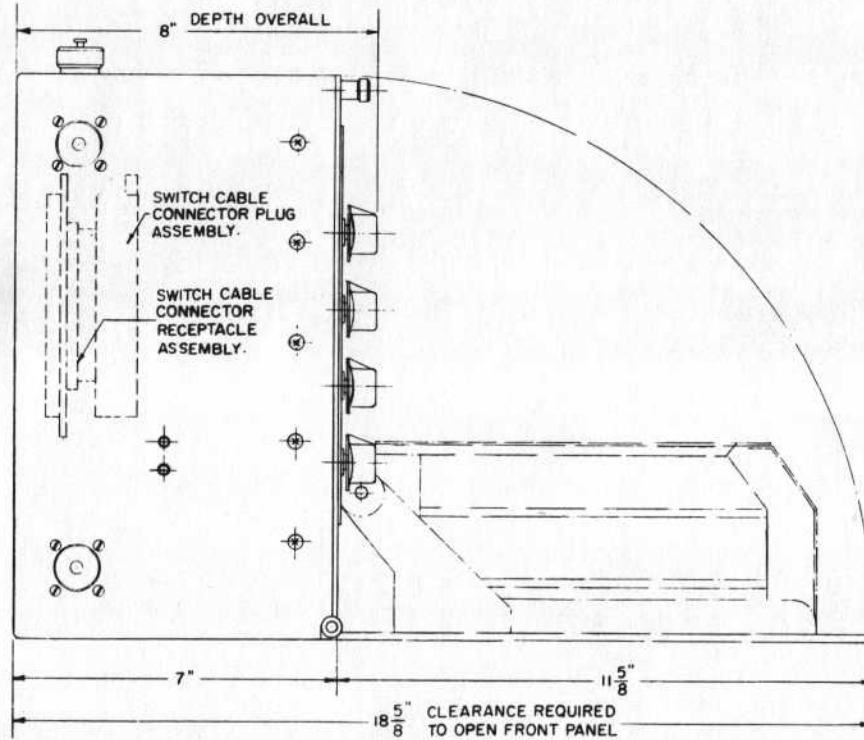 8" DEPTH OVERALL
SWITCH CABLE
CONNECTOR PLUG
ASSEMBLY.
SWITCH CABLE
CONNECTOR
RECEPTACLE
ASSEMBLY.
7"
11 5/8"
18 5/8" CLEARANCE REQUIRED
TO OPEN FRONT PANEL